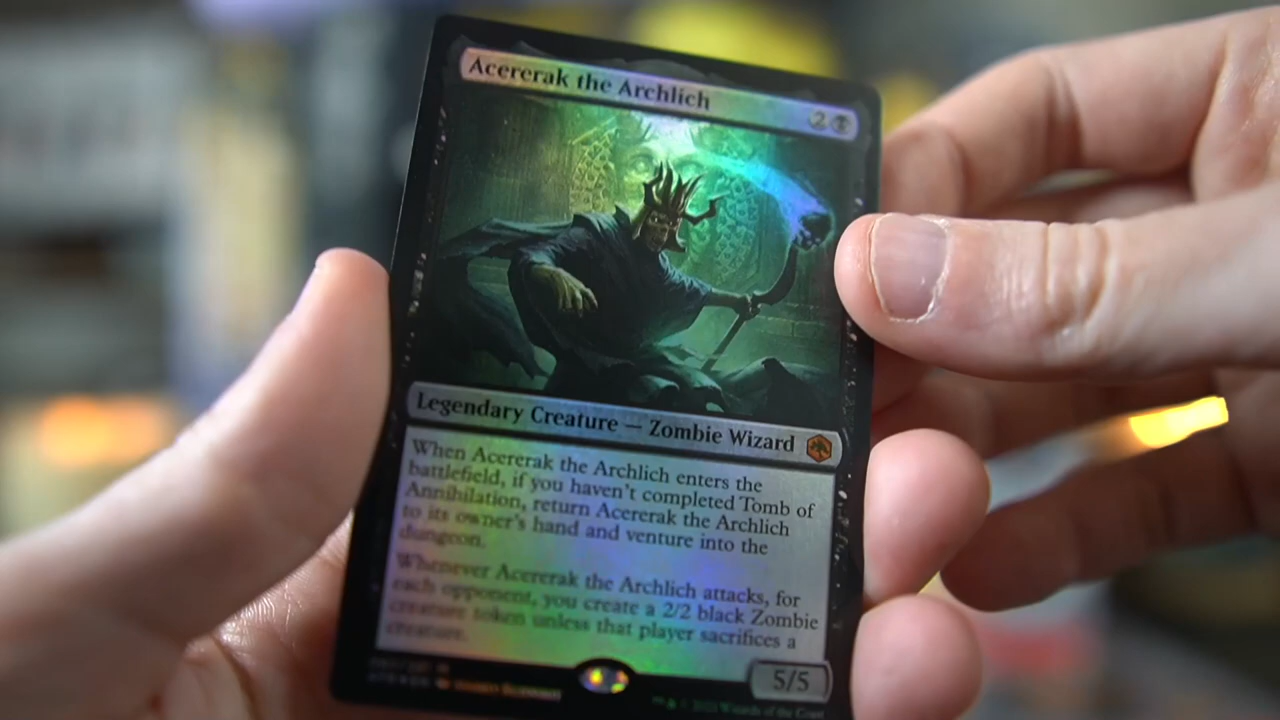 Acererak the Archlich
2
Legendary Creature — Zombie Wizard
When Acererak the Archlich enters the
battlefield, if you haven't completed Tomb of
Annihilation, return Acererak the Archlich
to its owner's hand and venture into the
dungeon.
Whenever Acererak the Archlich attacks, for
each opponent, you create a 2/2 black Zombie
creature token unless that player sacrifices a
creature.
5/5